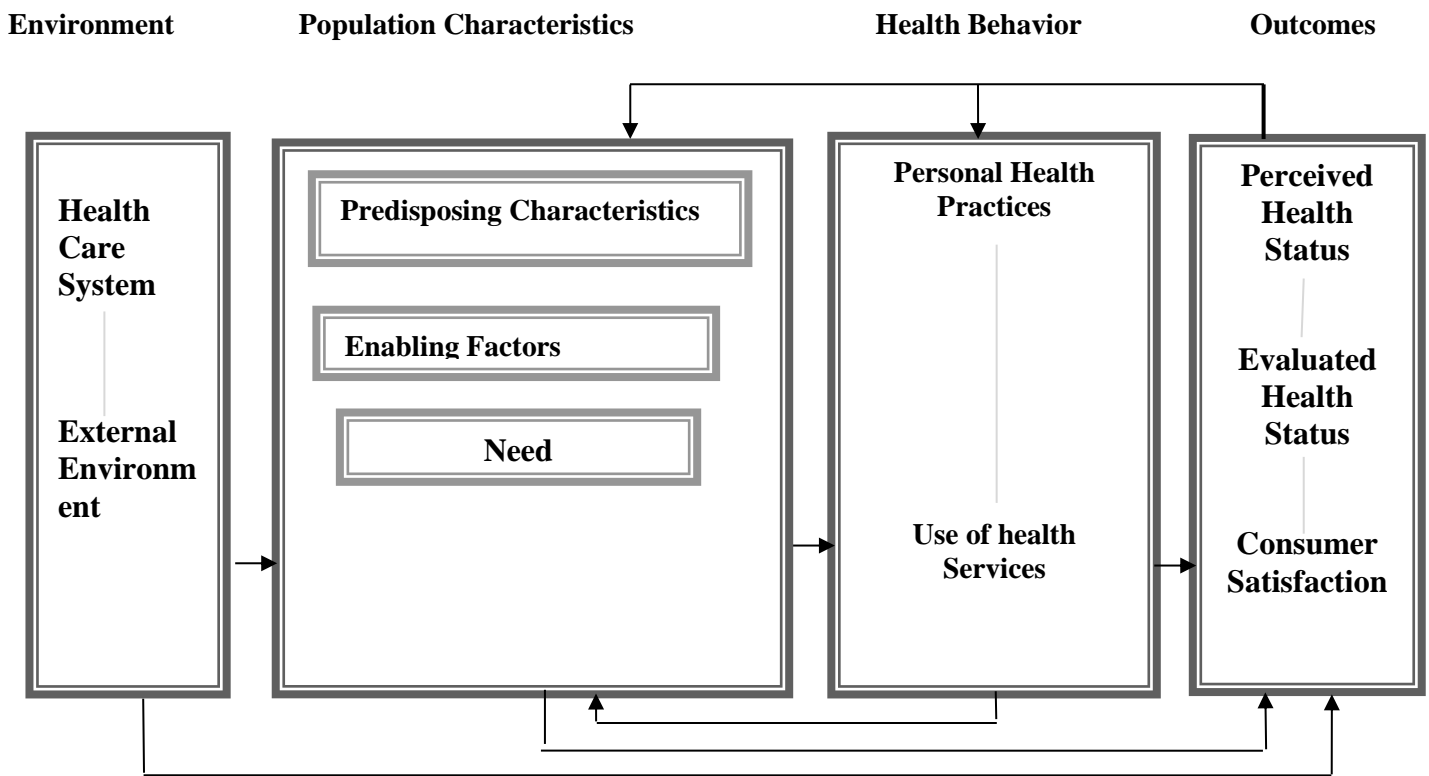 Environment
Population Characteristics
Health Behavior
Outcomes
Health
Care
System
External
Environm
ent
Predisposing Characteristics
Enabling Factors
Need
Personal Health
Practices
Use of health
Services
Perceived
Health
Status
Evaluated
Health
Status
Consumer
Satisfaction